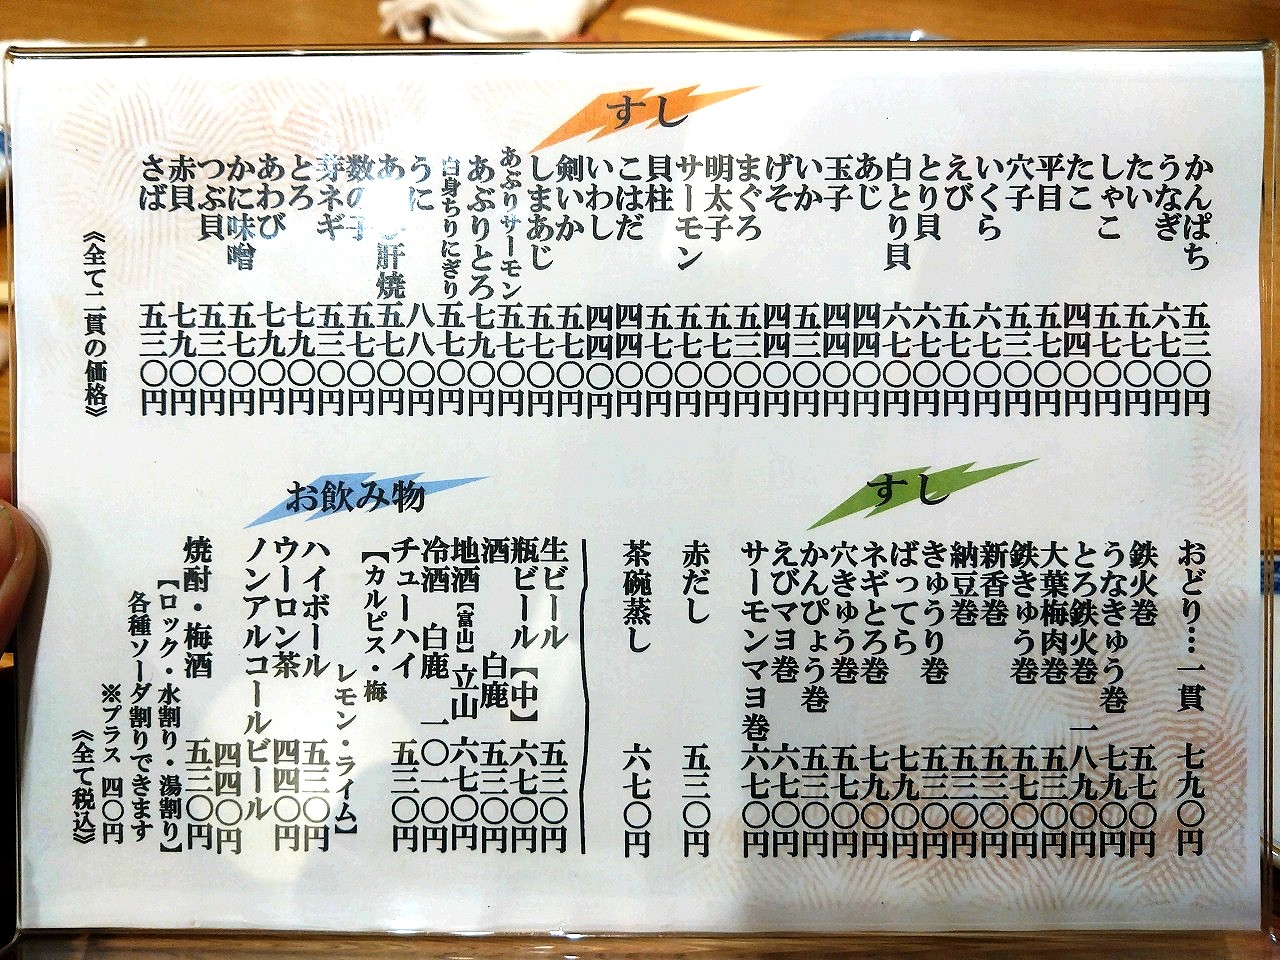 すし
かんぱち 五三〇円
うなぎ 六七〇円
たい 五七〇円
しゃこ 五七〇円
たこ 四四〇円
平目 五七〇円
穴子 五三〇円
いくら 六七〇円
えび 五七〇円
とり貝 六七〇円
白とり貝 六七〇円
あじ 四四〇円
玉子 四四〇円
いか 五三〇円
げそ 四四〇円
まぐろ 五三〇円
明太子 五七〇円
サーモン 五七〇円
貝柱 五七〇円
こはだ 四四〇円
いわし 四四〇円
剣いか 五七〇円
しまあじ 五七〇円
あぶりサーモン 五七〇円
あぶりとろ 七九〇円
白身ちりにぎり 五七〇円
うに 八八〇円
肝焼 五七〇円
数の子 五七〇円
芽ネギ 五三〇円
とろ 七九〇円
あわび 七九〇円
かに味噌 五七〇円
つぶ貝 五三〇円
赤貝 七九〇円
さば 五三〇円
《全て二貫の価格》
すし
おどり…一貫 七九〇円
鉄火巻 五七〇円
うなきゅう巻 七九〇円
とろ鉄火巻 一八九〇円
大葉梅肉巻 五三〇円
鉄きゅう巻 五七〇円
新香巻 五三〇円
納豆巻 五三〇円
きゅうり巻 五三〇円
ばってら 七九〇円
ネギとろ巻 七九〇円
穴きゅう巻 五七〇円
かんぴょう巻 五三〇円
えびマヨ巻 六七〇円
サーモンマヨ巻 六七〇円
赤だし 五三〇円
茶碗蒸し 六七〇円
お飲み物
生ビール 五三〇円
瓶ビール【中】 六七〇円
酒 白鹿 五三〇円
地酒【富山】立山 六七〇円
冷酒 白鹿 一〇一〇円
チューハイ 五三〇円
【カルピス・梅
レモン・ライム】
ハイボール 五三〇円
ウーロン茶 四四〇円
ノンアルコールビール
四四〇円
焼酎・梅酒 五三〇円
【ロック・水割り・湯割り】
各種ソーダ割りできます
※プラス 四〇円
《全て税込》